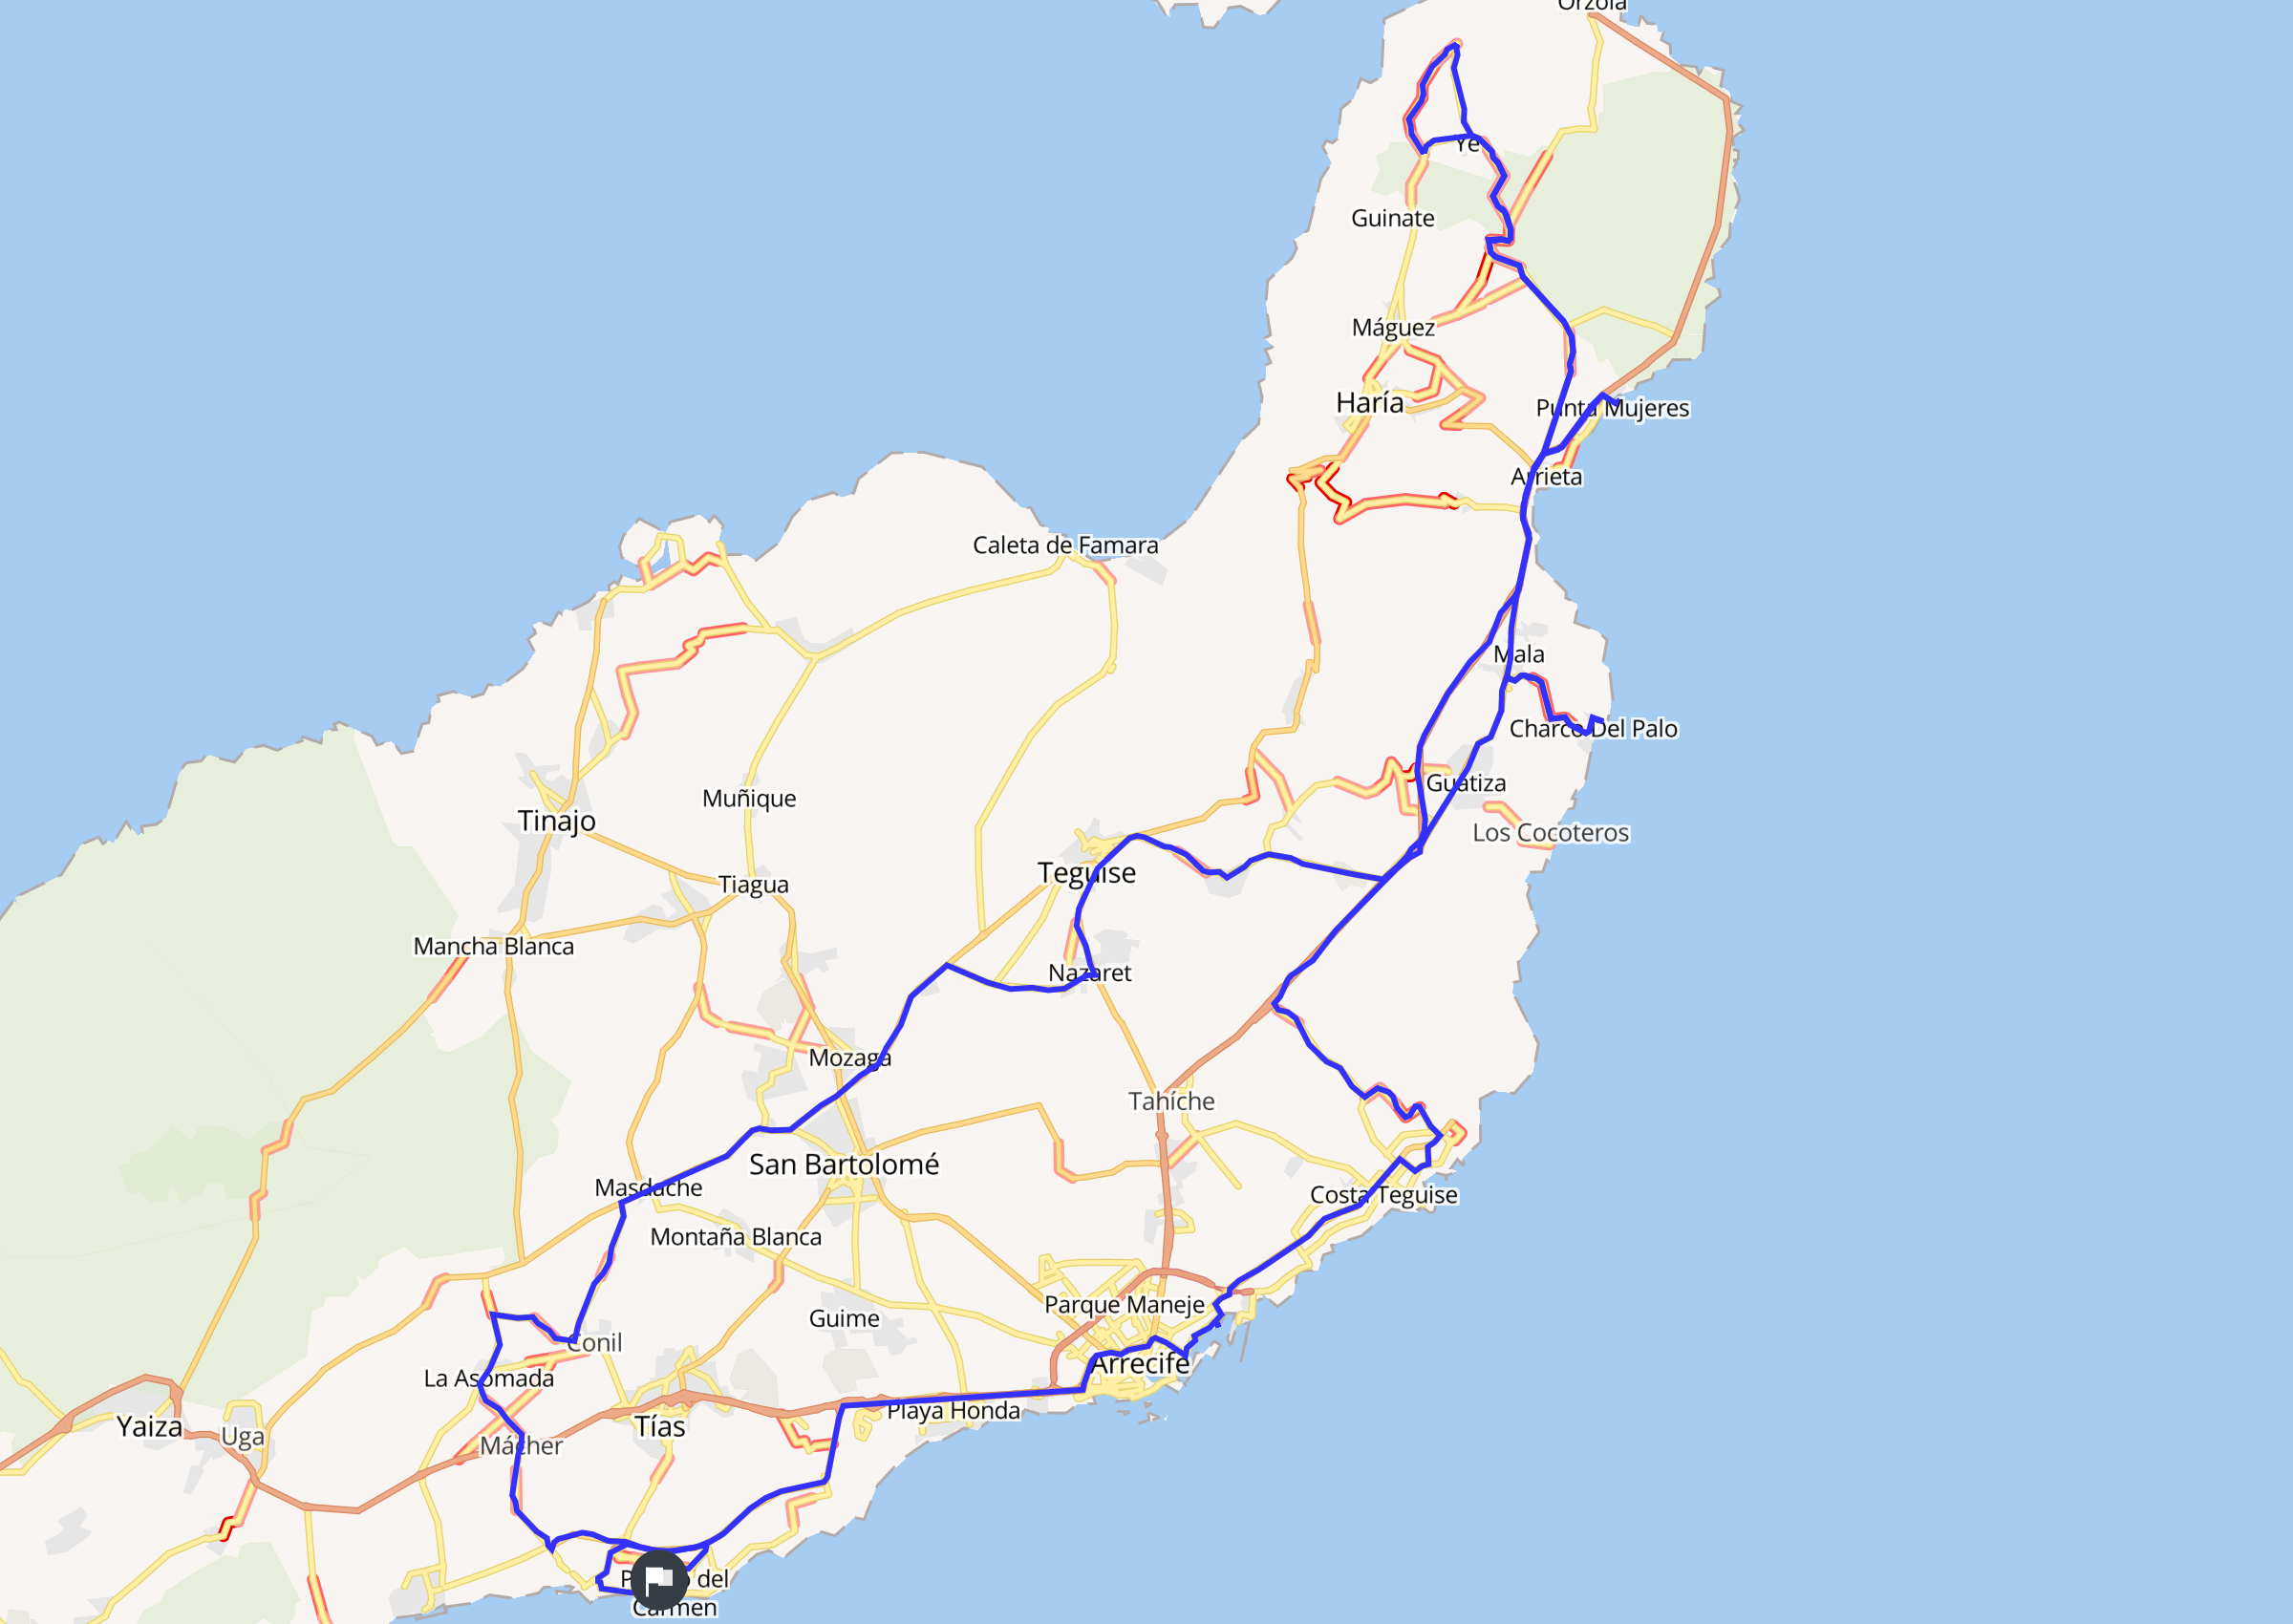 Orzola
Ye
Guinate
Máguez
Haría
Punta Mujeres
Arrieta
Caleta de Famara
Mala
Charco Del Palo
Guatiza
Muñique
Tinajo
Los Cocoteros
Teguise
Tiagua
Mancha Blanca
Nazaret
Mozaga
Tahíche
San Bartolomé
Masdache
Costa Teguise
Montaña Blanca
Parque Maneje
Guime
Conil
Arrecife
La Asomada
Playa Honda
Yaiza
Tías
Uga
Mácher
del
Carmen